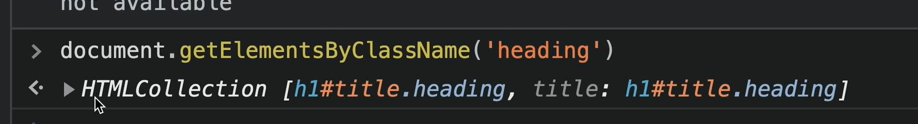 not available
> document.getElementsByClassName('heading')
<· ▶ HTMLCollection [h1#title.heading, title: h1#title.heading]